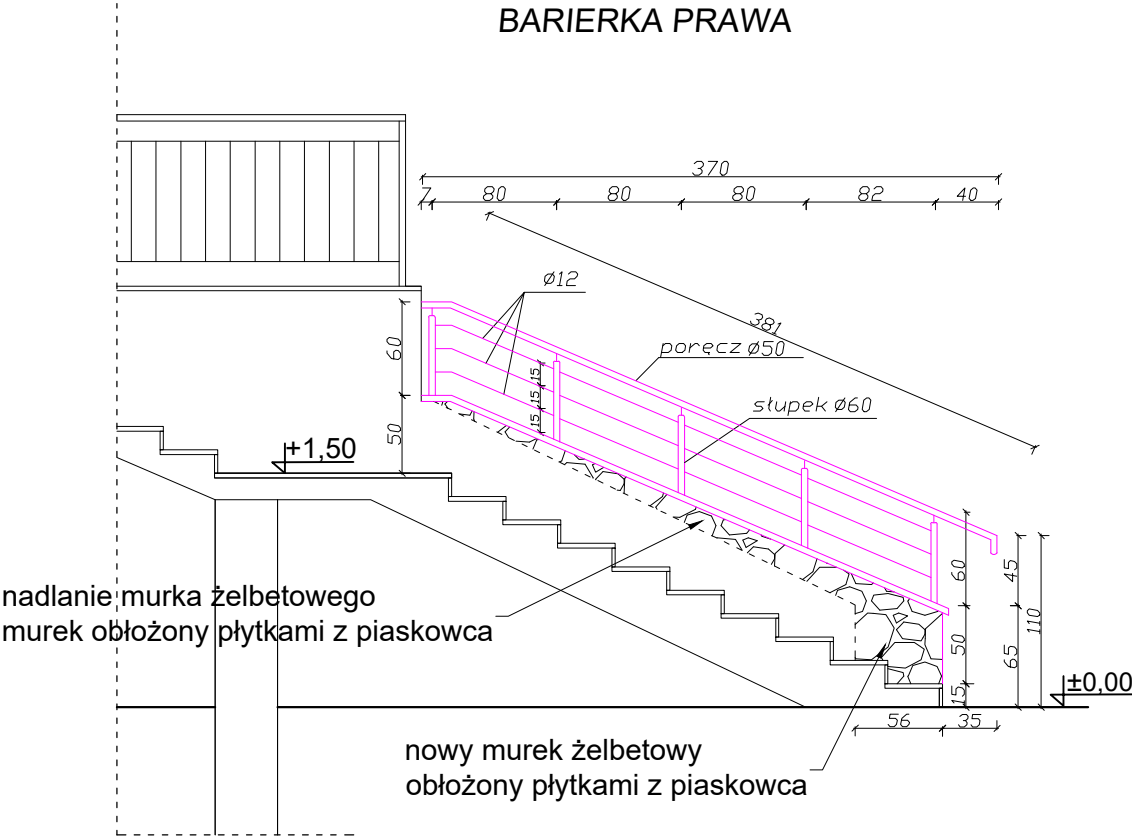 BARIERKA PRAWA
370
7 80 80 80 82 40
381
ø12
poręcz ø50
słupek Ø60
60
50
15
15
15
+1,50
nadlanie murka żelbetowego
murek obłożony płytkami z piaskowca
60
50
15
45
65
110
±0,00
56 35
nowy murek żelbetowy
obłożony płytkami z piaskowca